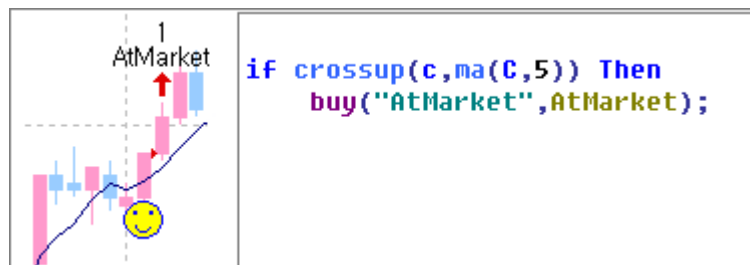 1
AtMarket
if crossup(c,ma(C,5)) Then
buy("AtMarket",AtMarket);